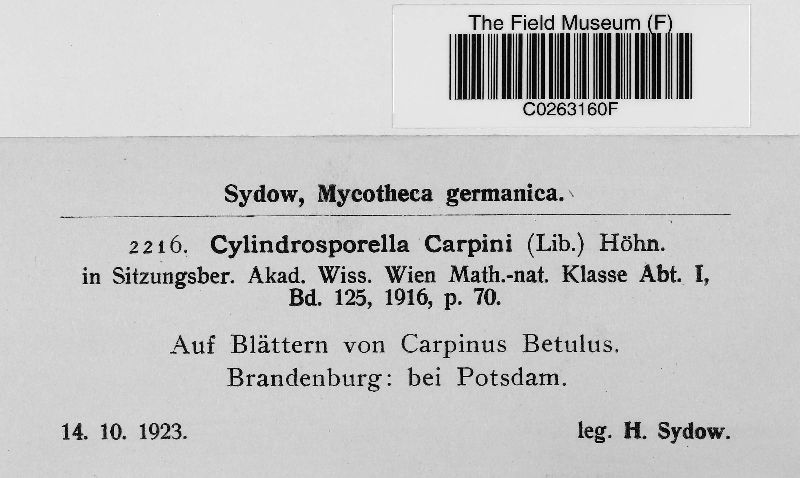 The Field Museum (F)
C0263160F
Sydow, Mycotheca germanica.
2216. Cylindrosporella Carpini (Lib.) Höhn.
in Sitzungsber. Akad. Wiss. Wien Math.-nat. Klasse Abt. I,
Bd. 125, 1916, p. 70.
Auf Blättern von Carpinus Betulus.
Brandenburg: bei Potsdam.
14. 10. 1923. leg. H. Sydow.